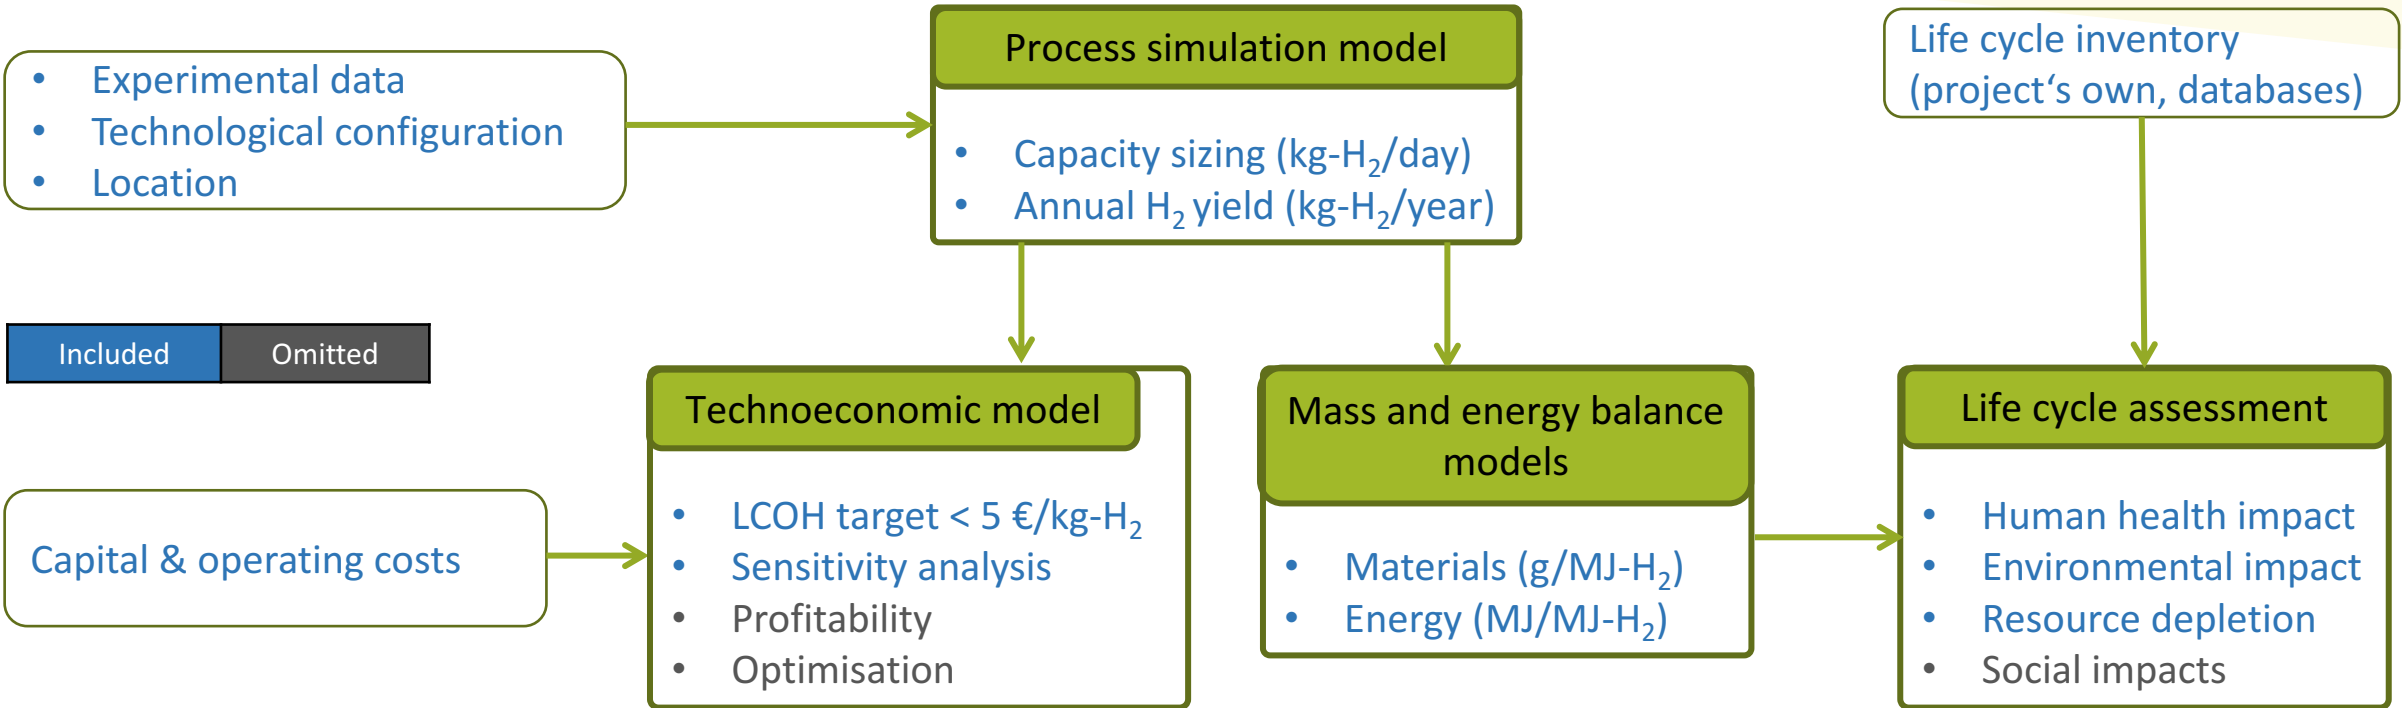 Process simulation model
• Capacity sizing (kg-H₂/day)
• Annual H₂ yield (kg-H₂/year)
• Experimental data
• Technological configuration
• Location
Life cycle inventory
(project‘s own, databases)
Included
Omitted
Technoeconomic model
• LCOH target < 5 €/kg-H₂
• Sensitivity analysis
• Profitability
• Optimisation
Capital & operating costs
Mass and energy balance
models
• Materials (g/MJ-H₂)
• Energy (MJ/MJ-H₂)
Life cycle assessment
• Human health impact
• Environmental impact
• Resource depletion
• Social impacts